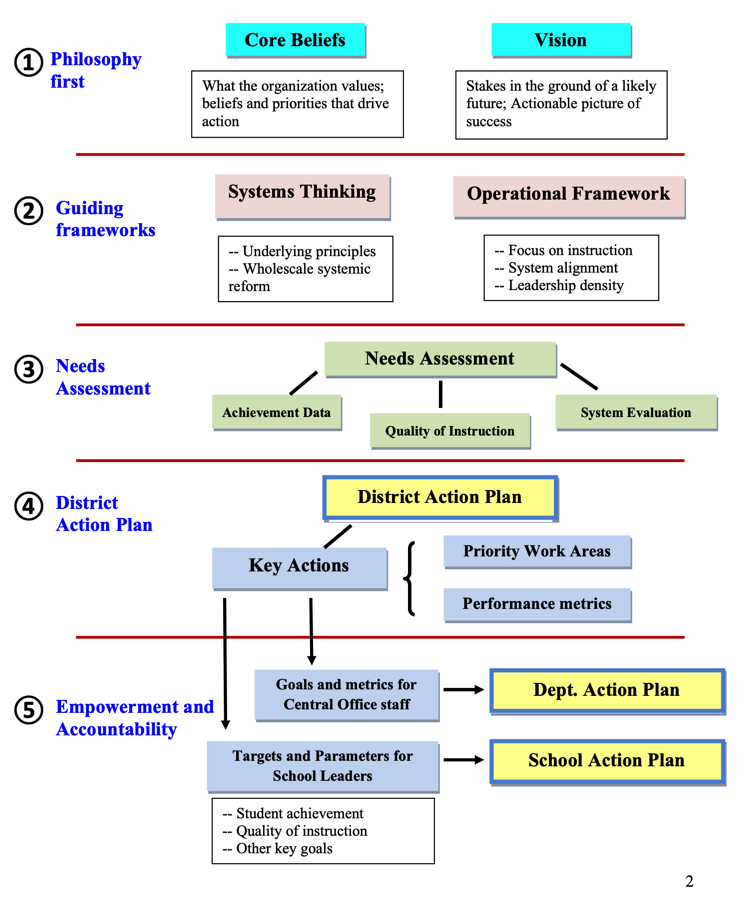 Core Beliefs
Vision
① Philosophy
first
What the organization values;
beliefs and priorities that drive
action
Stakes in the ground of a likely
future; Actionable picture of
success
Systems Thinking
Operational Framework
② Guiding
frameworks
-- Underlying principles
-- Wholescale systemic
reform
-- Focus on instruction
-- System alignment
-- Leadership density
③ Needs
Assessment
Needs Assessment
Achievement Data
Quality of Instruction
System Evaluation
④ District
Action Plan
District Action Plan
Key Actions
Priority Work Areas
Performance metrics
⑤ Empowerment and
Accountability
Goals and metrics for
Central Office staff
Dept. Action Plan
Targets and Parameters for
School Leaders
School Action Plan
-- Student achievement
-- Quality of instruction
-- Other key goals
2